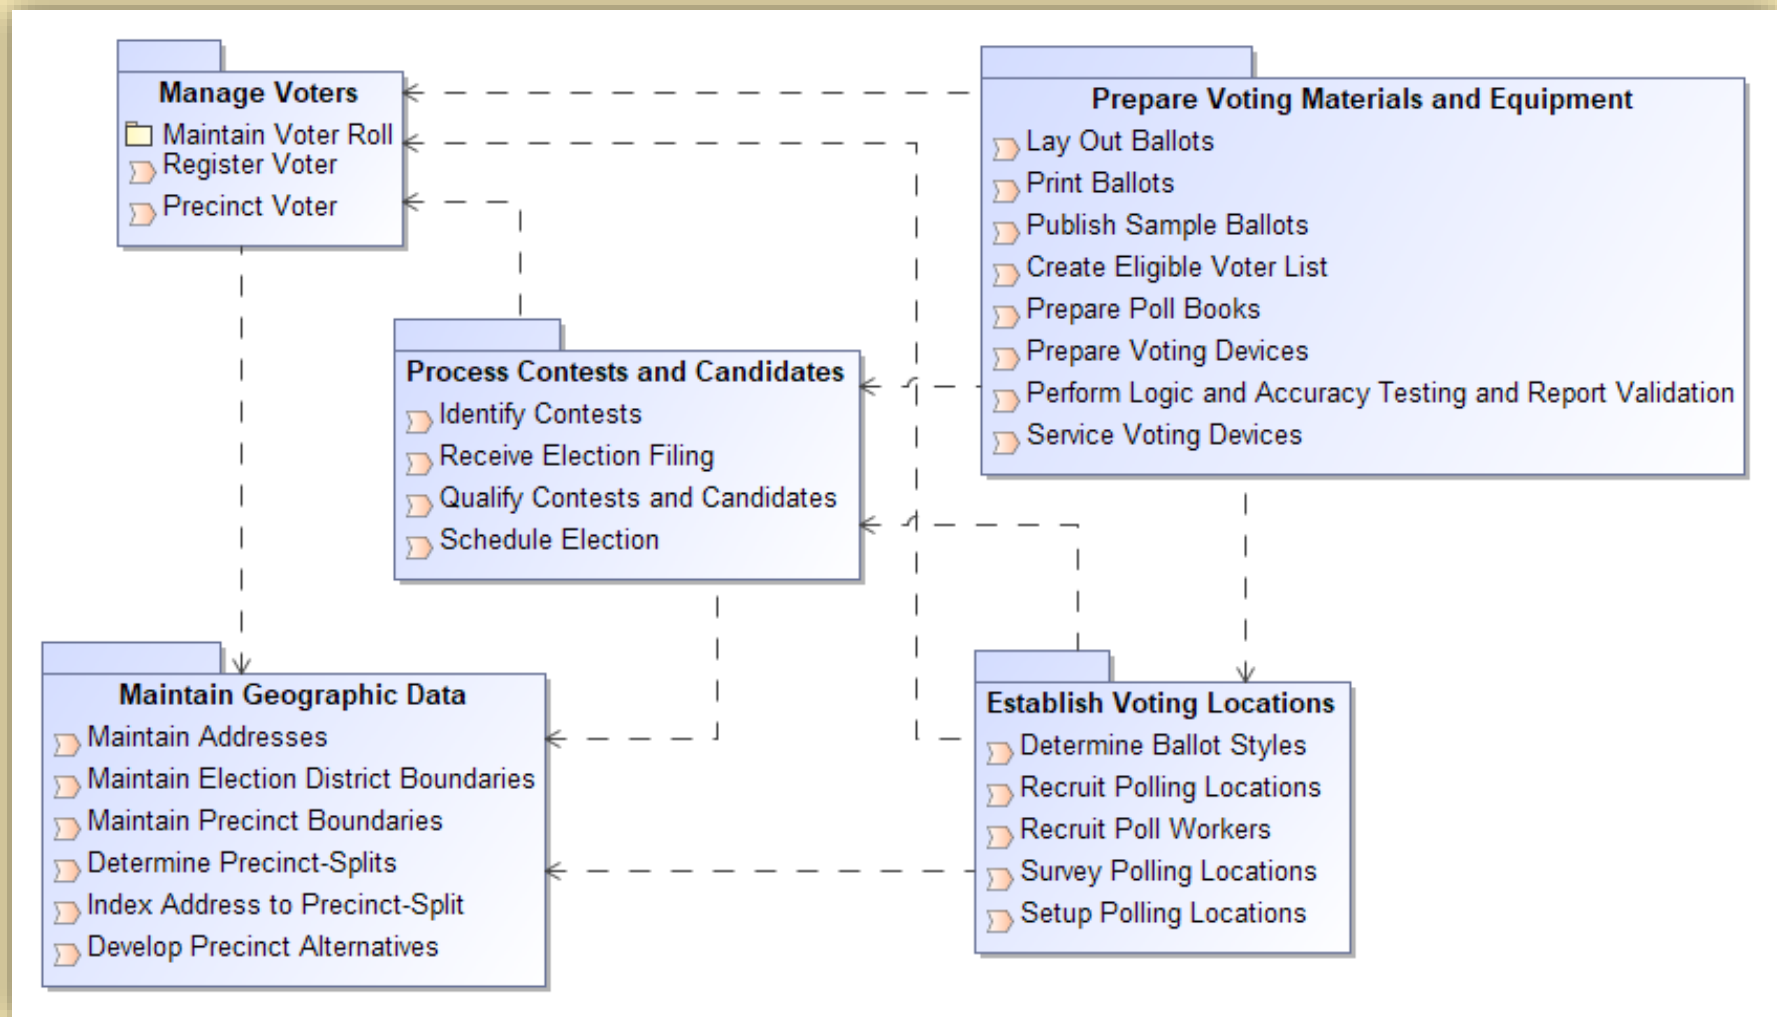 Manage Voters
Maintain Voter Roll
Register Voter
Precinct Voter
Prepare Voting Materials and Equipment
Lay Out Ballots
Print Ballots
Publish Sample Ballots
Create Eligible Voter List
Prepare Poll Books
Prepare Voting Devices
Perform Logic and Accuracy Testing and Report Validation
Service Voting Devices
Process Contests and Candidates
Identify Contests
Receive Election Filing
Qualify Contests and Candidates
Schedule Election
Maintain Geographic Data
Maintain Addresses
Maintain Election District Boundaries
Maintain Precinct Boundaries
Determine Precinct-Splits
Index Address to Precinct-Split
Develop Precinct Alternatives
Establish Voting Locations
Determine Ballot Styles
Recruit Polling Locations
Recruit Poll Workers
Survey Polling Locations
Setup Polling Locations